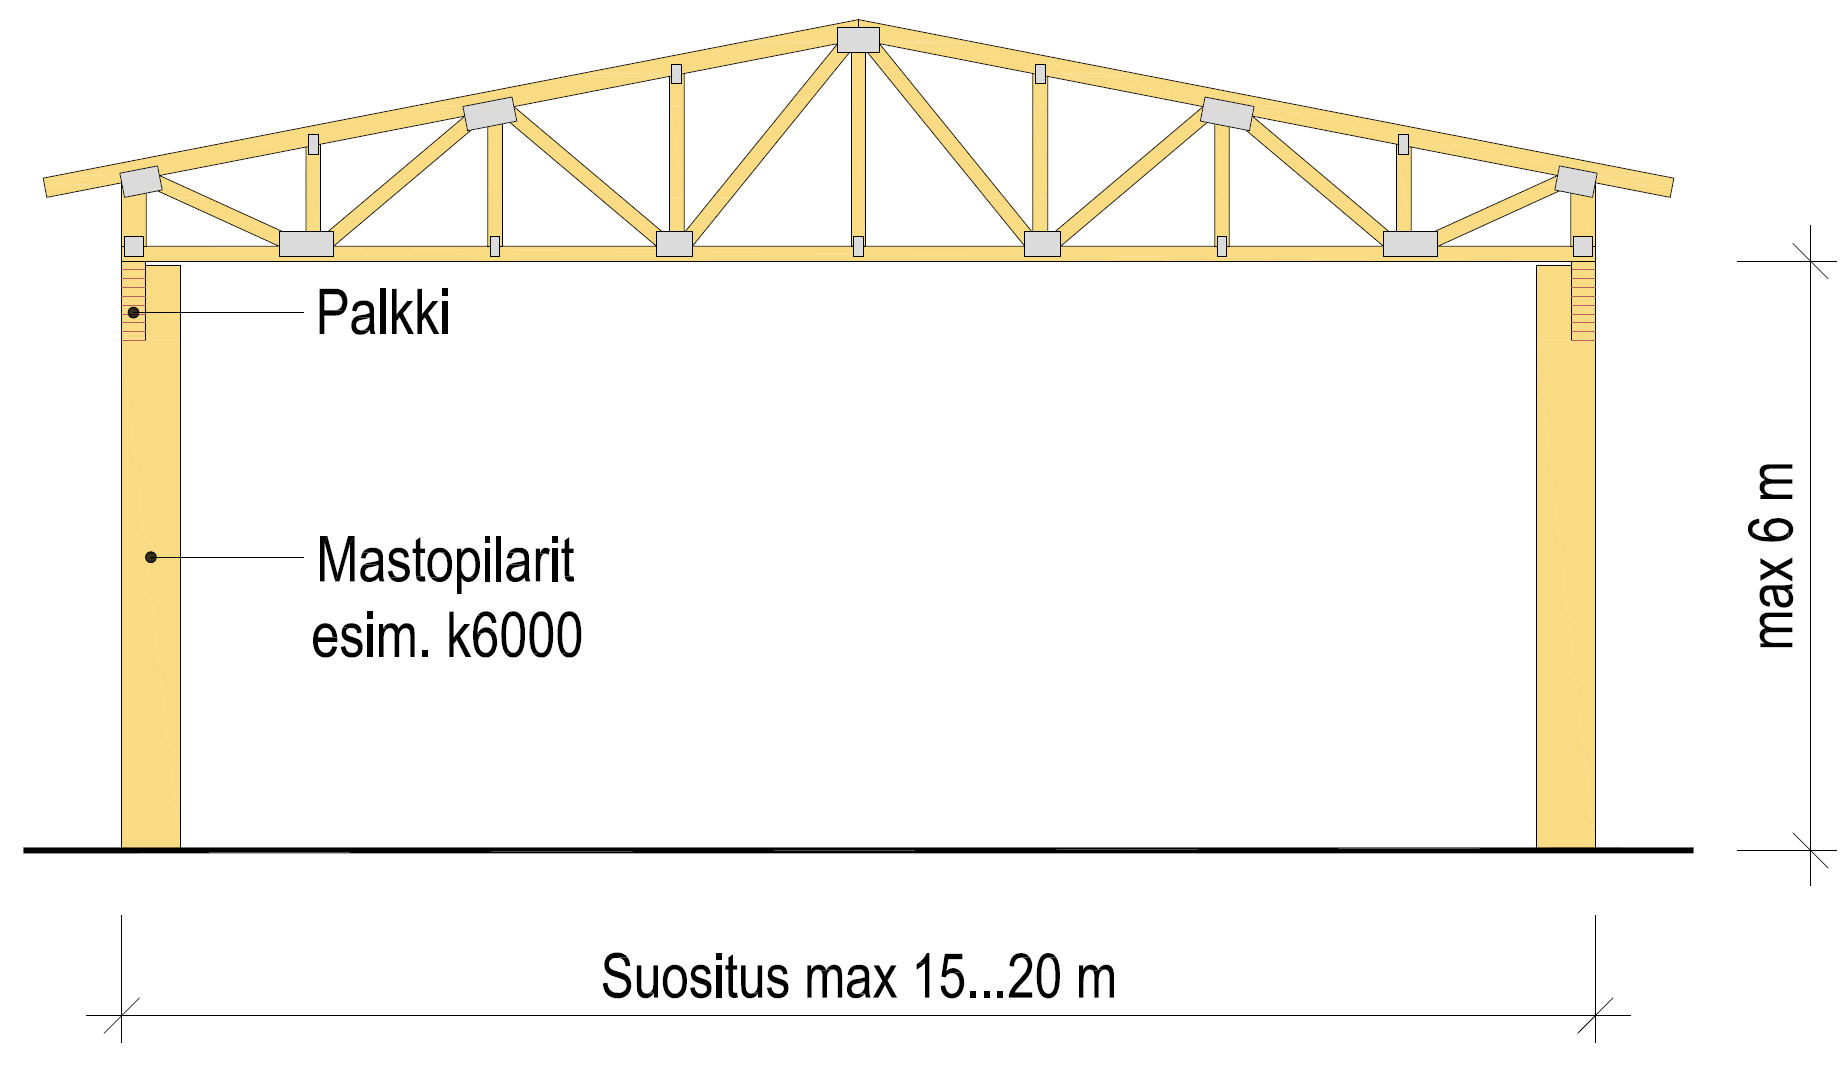 Palkki
Mastopilarit
esim. k6000
max 6 m
Suositus max 15...20 m